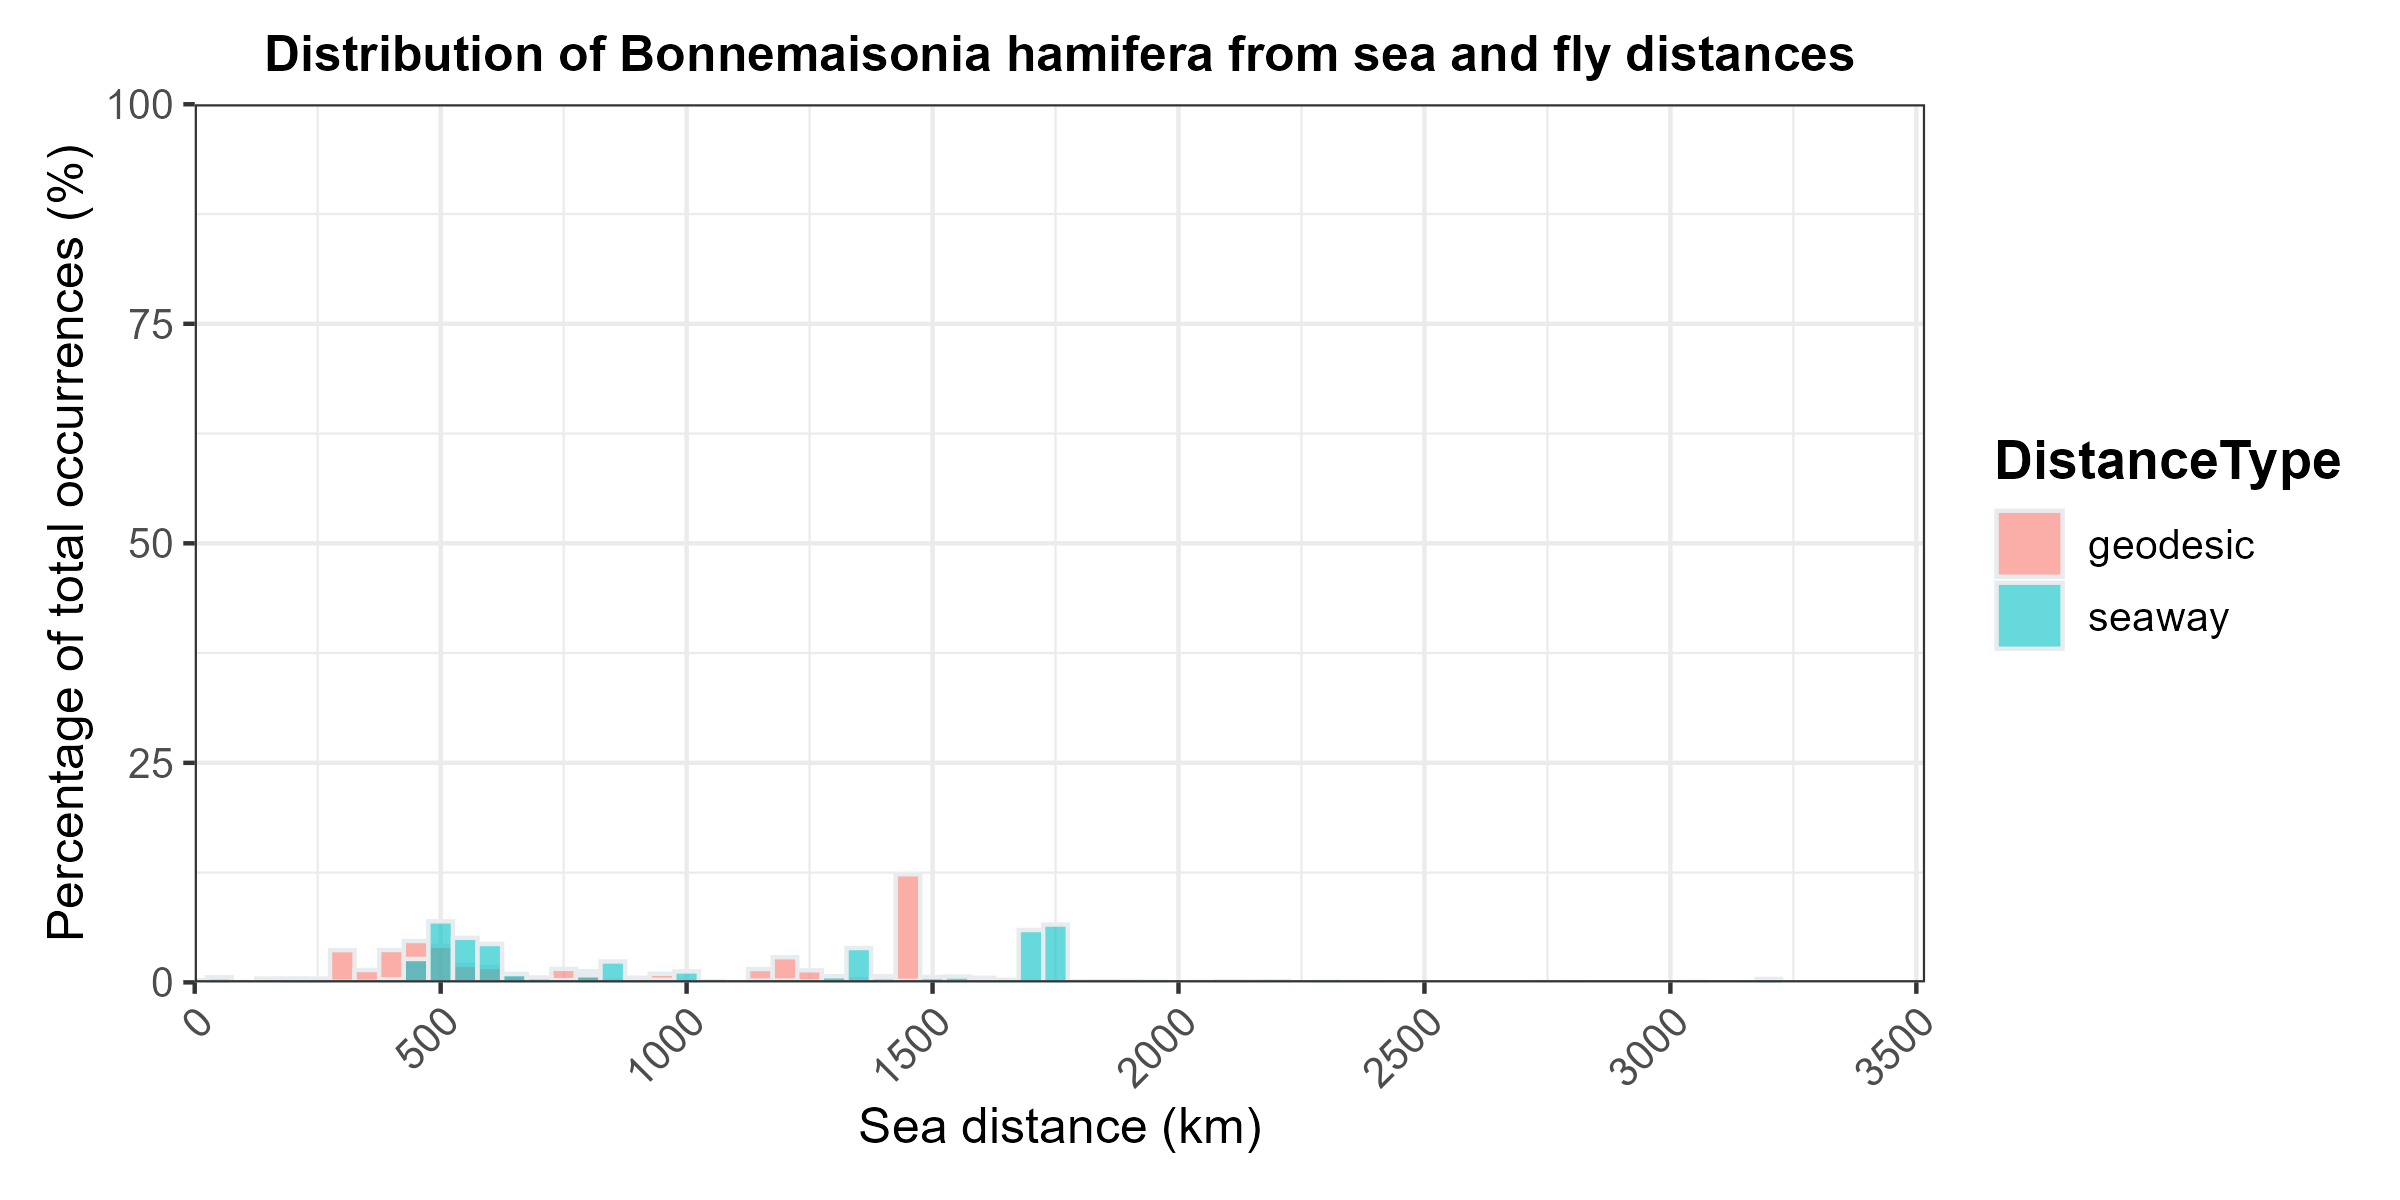 Distribution of Bonnemaisonia hamifera from sea and fly distances
Percentage of total occurrences (%)
100
75
50
25
0
0
500
1000
1500
2000
2500
3000
3500
Sea distance (km)
DistanceType
geodesic
seaway